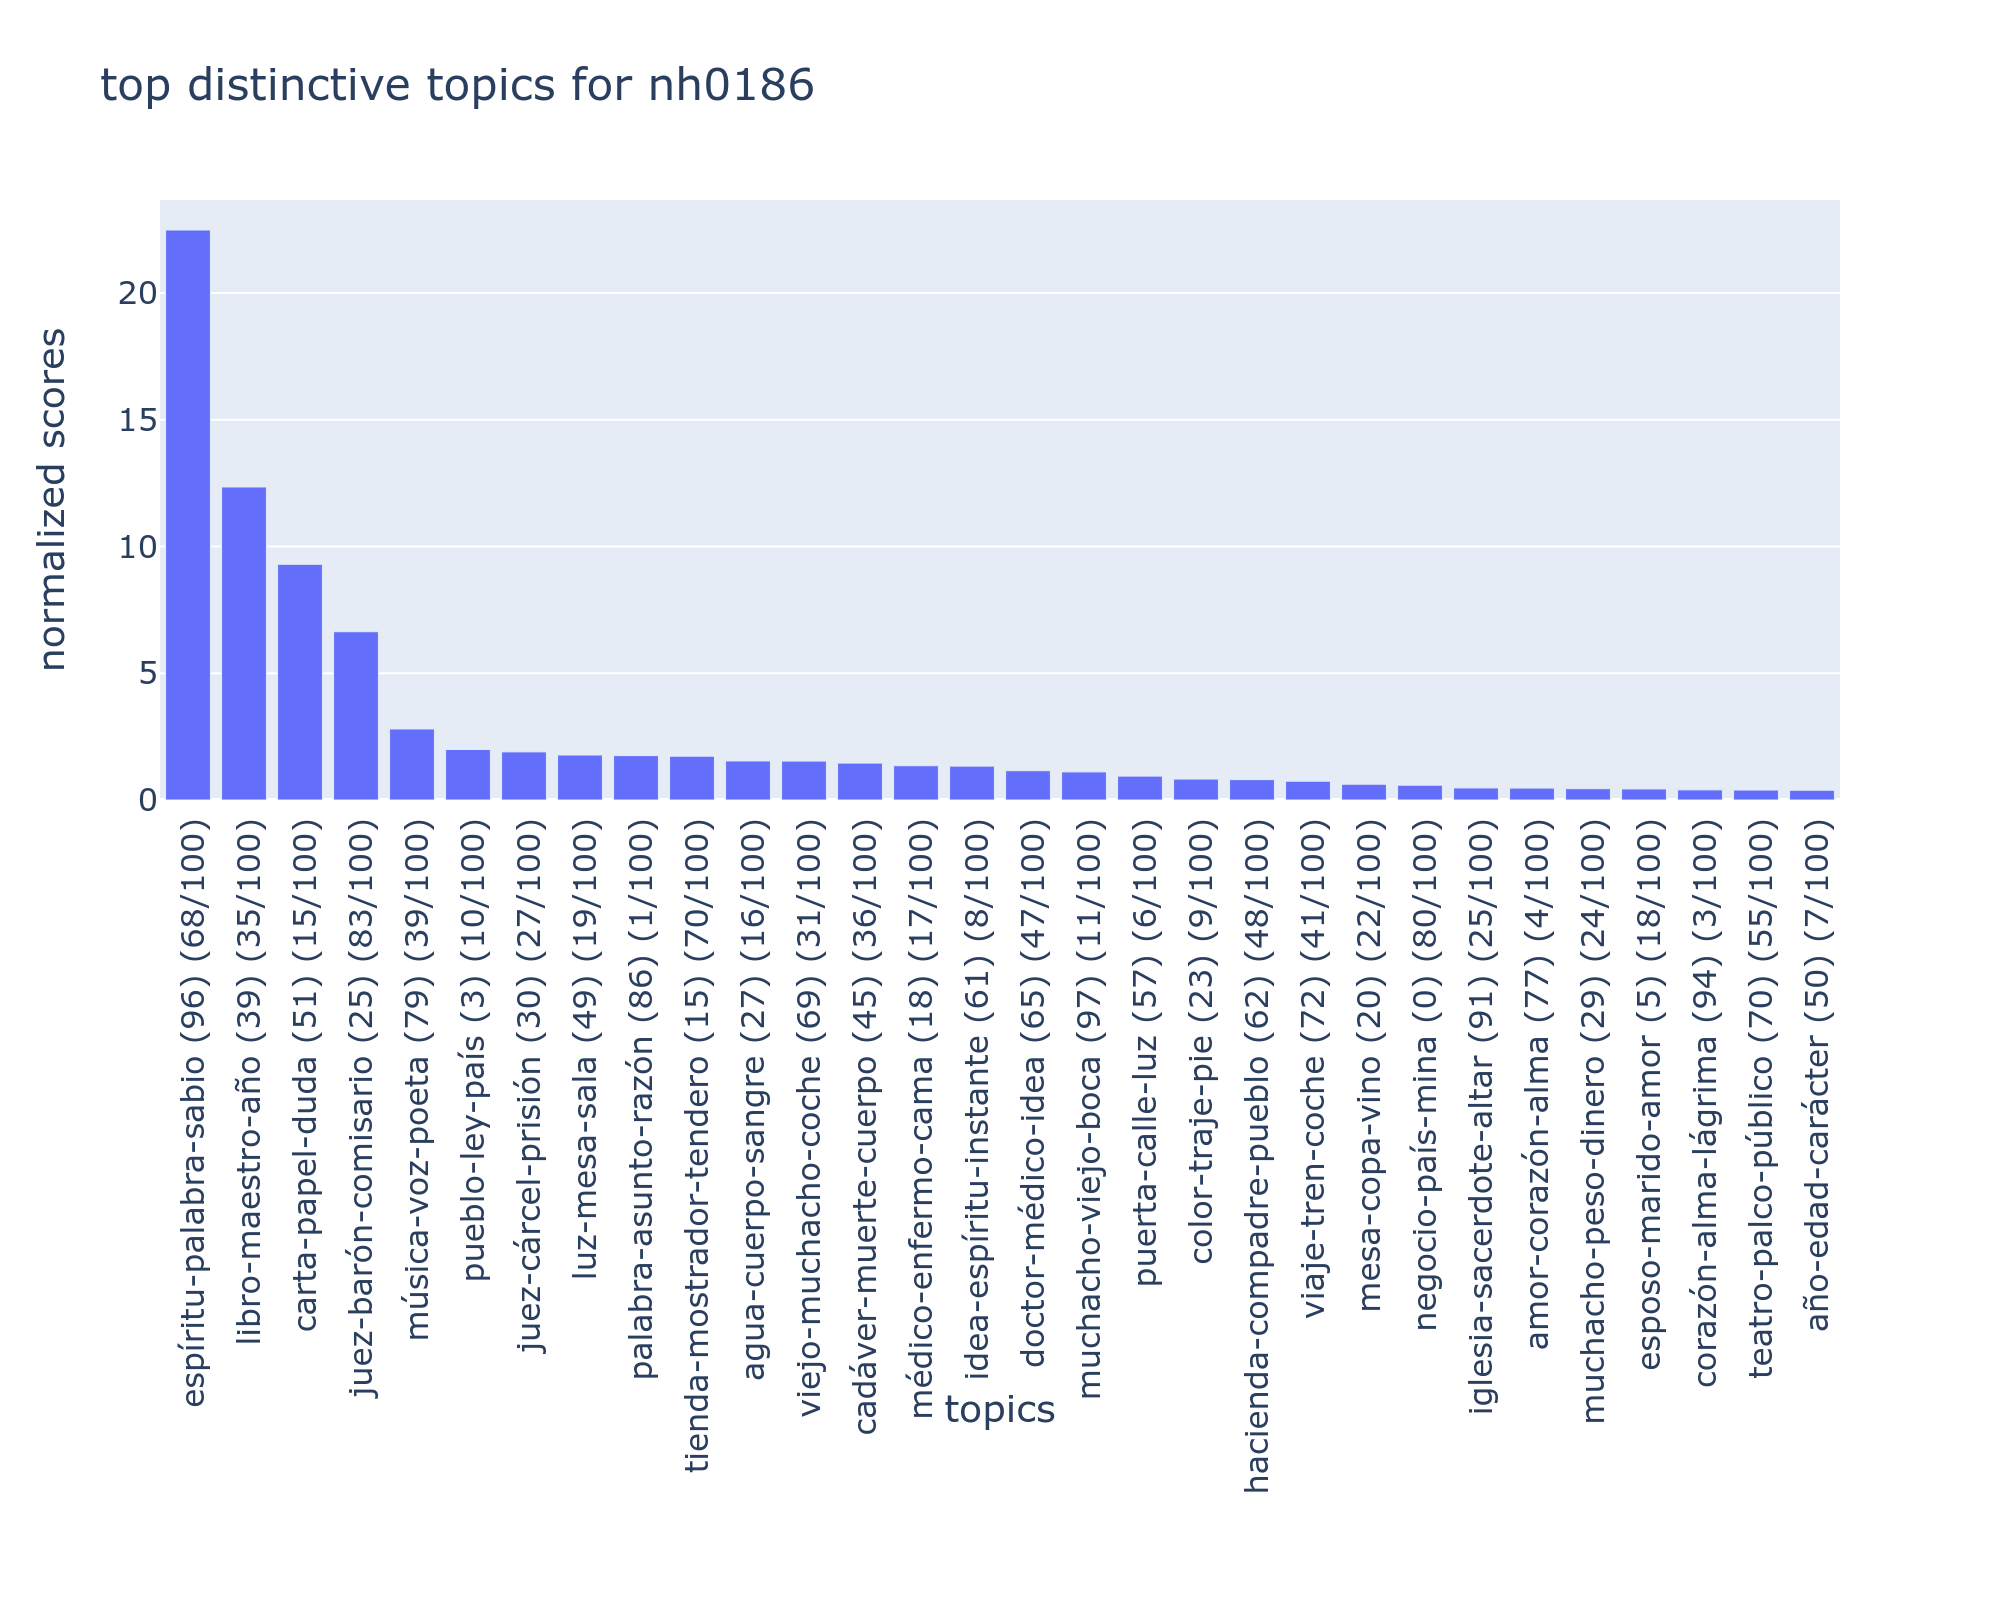 top distinctive topics for nh0186
normalized scores
20
15
10
5
0
espíritu-palabra-sabio (96) (68/100)
libro-maestro-año (39) (35/100)
carta-papel-duda (51) (15/100)
juez-barón-comisario (25) (83/100)
música-voz-poeta (79) (39/100)
pueblo-ley-país (3) (10/100)
juez-cárcel-prisión (30) (27/100)
luz-mesa-sala (49) (19/100)
palabra-asunto-razón (86) (1/100)
tienda-mostrador-tendero (15) (70/100)
agua-cuerpo-sangre (27) (16/100)
viejo-muchacho-coche (69) (31/100)
cadáver-muerte-cuerpo (45) (36/100)
médico-enfermo-cama (18) (17/100)
idea-espíritu-instante (61) (8/100)
doctor-médico-idea (65) (47/100)
muchacho-viejo-boca (97) (11/100)
puerta-calle-luz (57) (6/100)
color-traje-pie (23) (9/100)
hacienda-compadre-pueblo (62) (48/100)
viaje-tren-coche (72) (41/100)
mesa-copa-vino (20) (22/100)
negocio-país-mina (0) (80/100)
iglesia-sacerdote-altar (91) (25/100)
amor-corazón-alma (77) (4/100)
muchacho-peso-dinero (29) (24/100)
esposo-marido-amor (5) (18/100)
corazón-alma-lágrima (94) (3/100)
teatro-palco-público (70) (55/100)
año-edad-carácter (50) (7/100)
topics